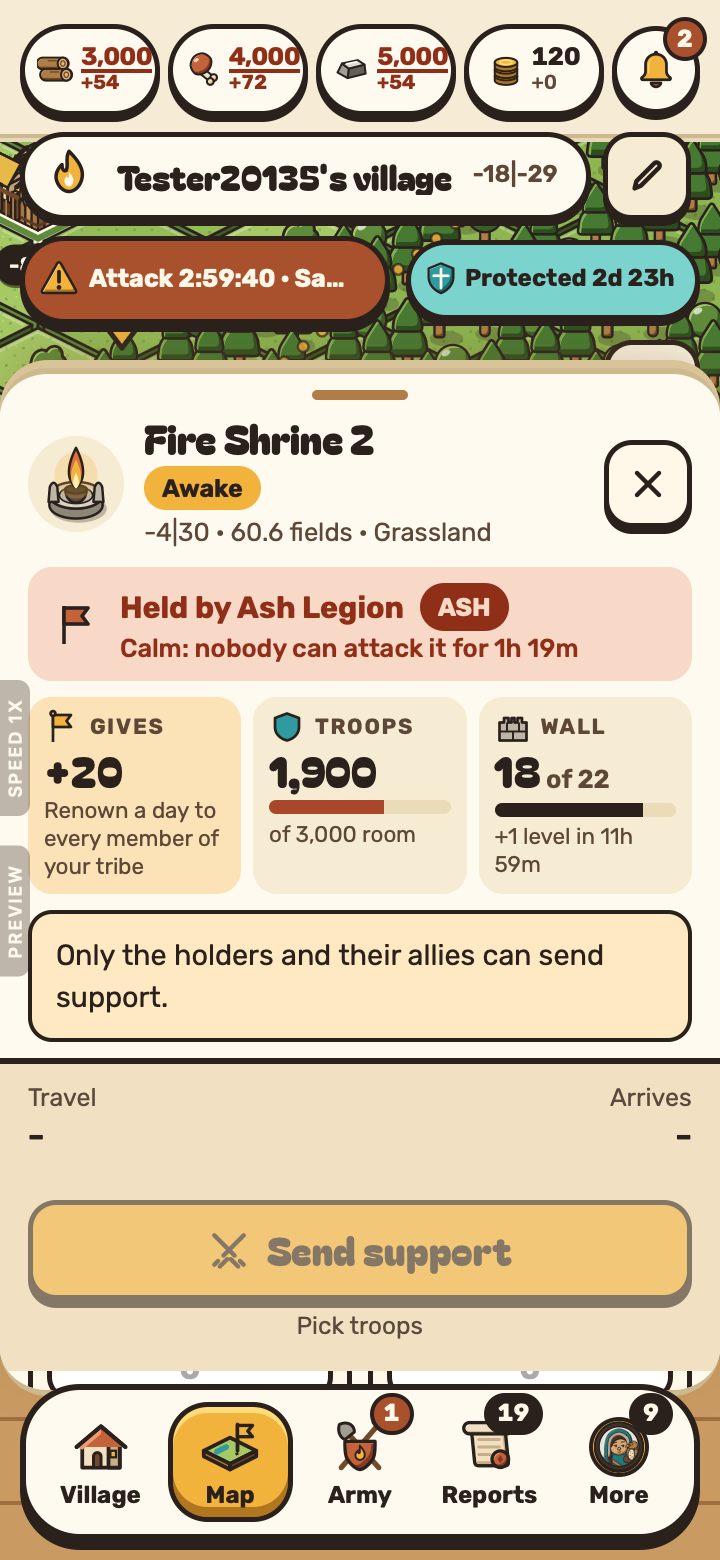 3,000
+54
4,000
+72
5,000
+54
120
+0
2
Tester20135's village -18|-29
Attack 2:59:40 • Sa...
Protected 2d 23h
Fire Shrine 2
Awake
-4|30 • 60.6 fields • Grassland
Held by Ash Legion ASH
Calm: nobody can attack it for 1h 19m
SPEED 1X
PREVIEW
GIVES
+20
Renown a day to
every member of
your tribe
TROOPS
1,900
of 3,000 room
WALL
18 of 22
+1 level in 11h
59m
Only the holders and their allies can send
support.
Travel
Arrives
-
-
Send support
Pick troops
1
19
9
Village
Map
Army
Reports
More